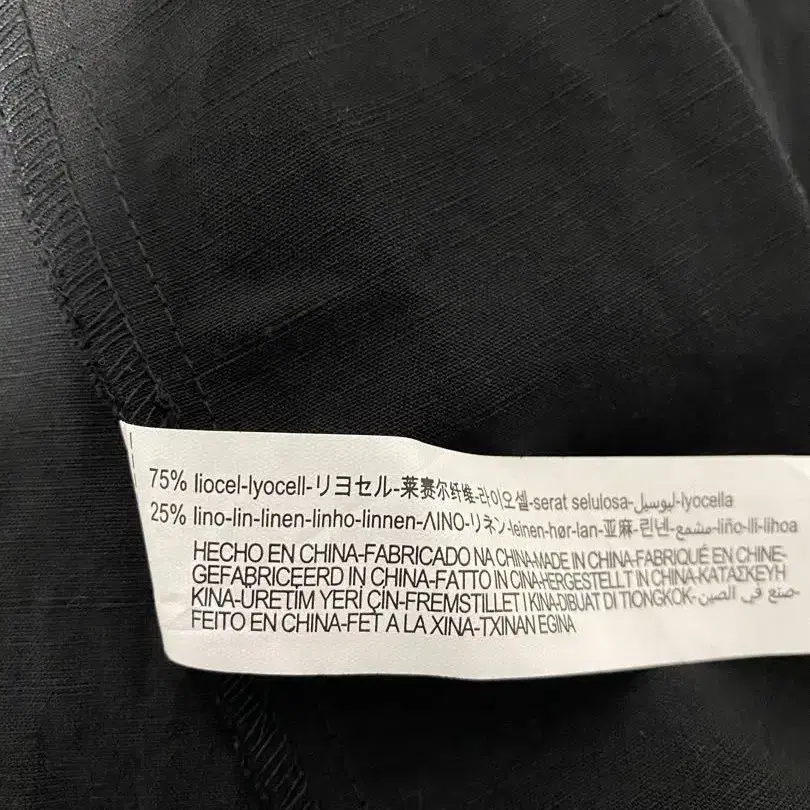 75% liocel-lyocell-リヨセル-莱赛尔纤维-라이오셀-serat selulosa-ليوسيل-lyocella
25% lino-lin-linen-linho-linnen-ΛΙΝΟ-リネン-leinen-hør-lan-亚麻-린넨-مشمع-liño-lli-lihoa
HECHO EN CHINA-FABRICADO NA CHINA-MADE IN CHINA-FABRIQUÉ EN CHINE-
GEFABRICEERD IN CHINA-FATTO IN CINA-HERGESTELLT IN CHINA-ΚΑΤΑΣΚΕΥΗ
ΚΙΝΑ-ÜRETİM YERİ ÇİN-FREMSTILLET I KINA-DIBUAT DI TIONGKOK-صنع في الصين-
FEITO EN CHINA-FET A LA XINA-TXINAN EGINA